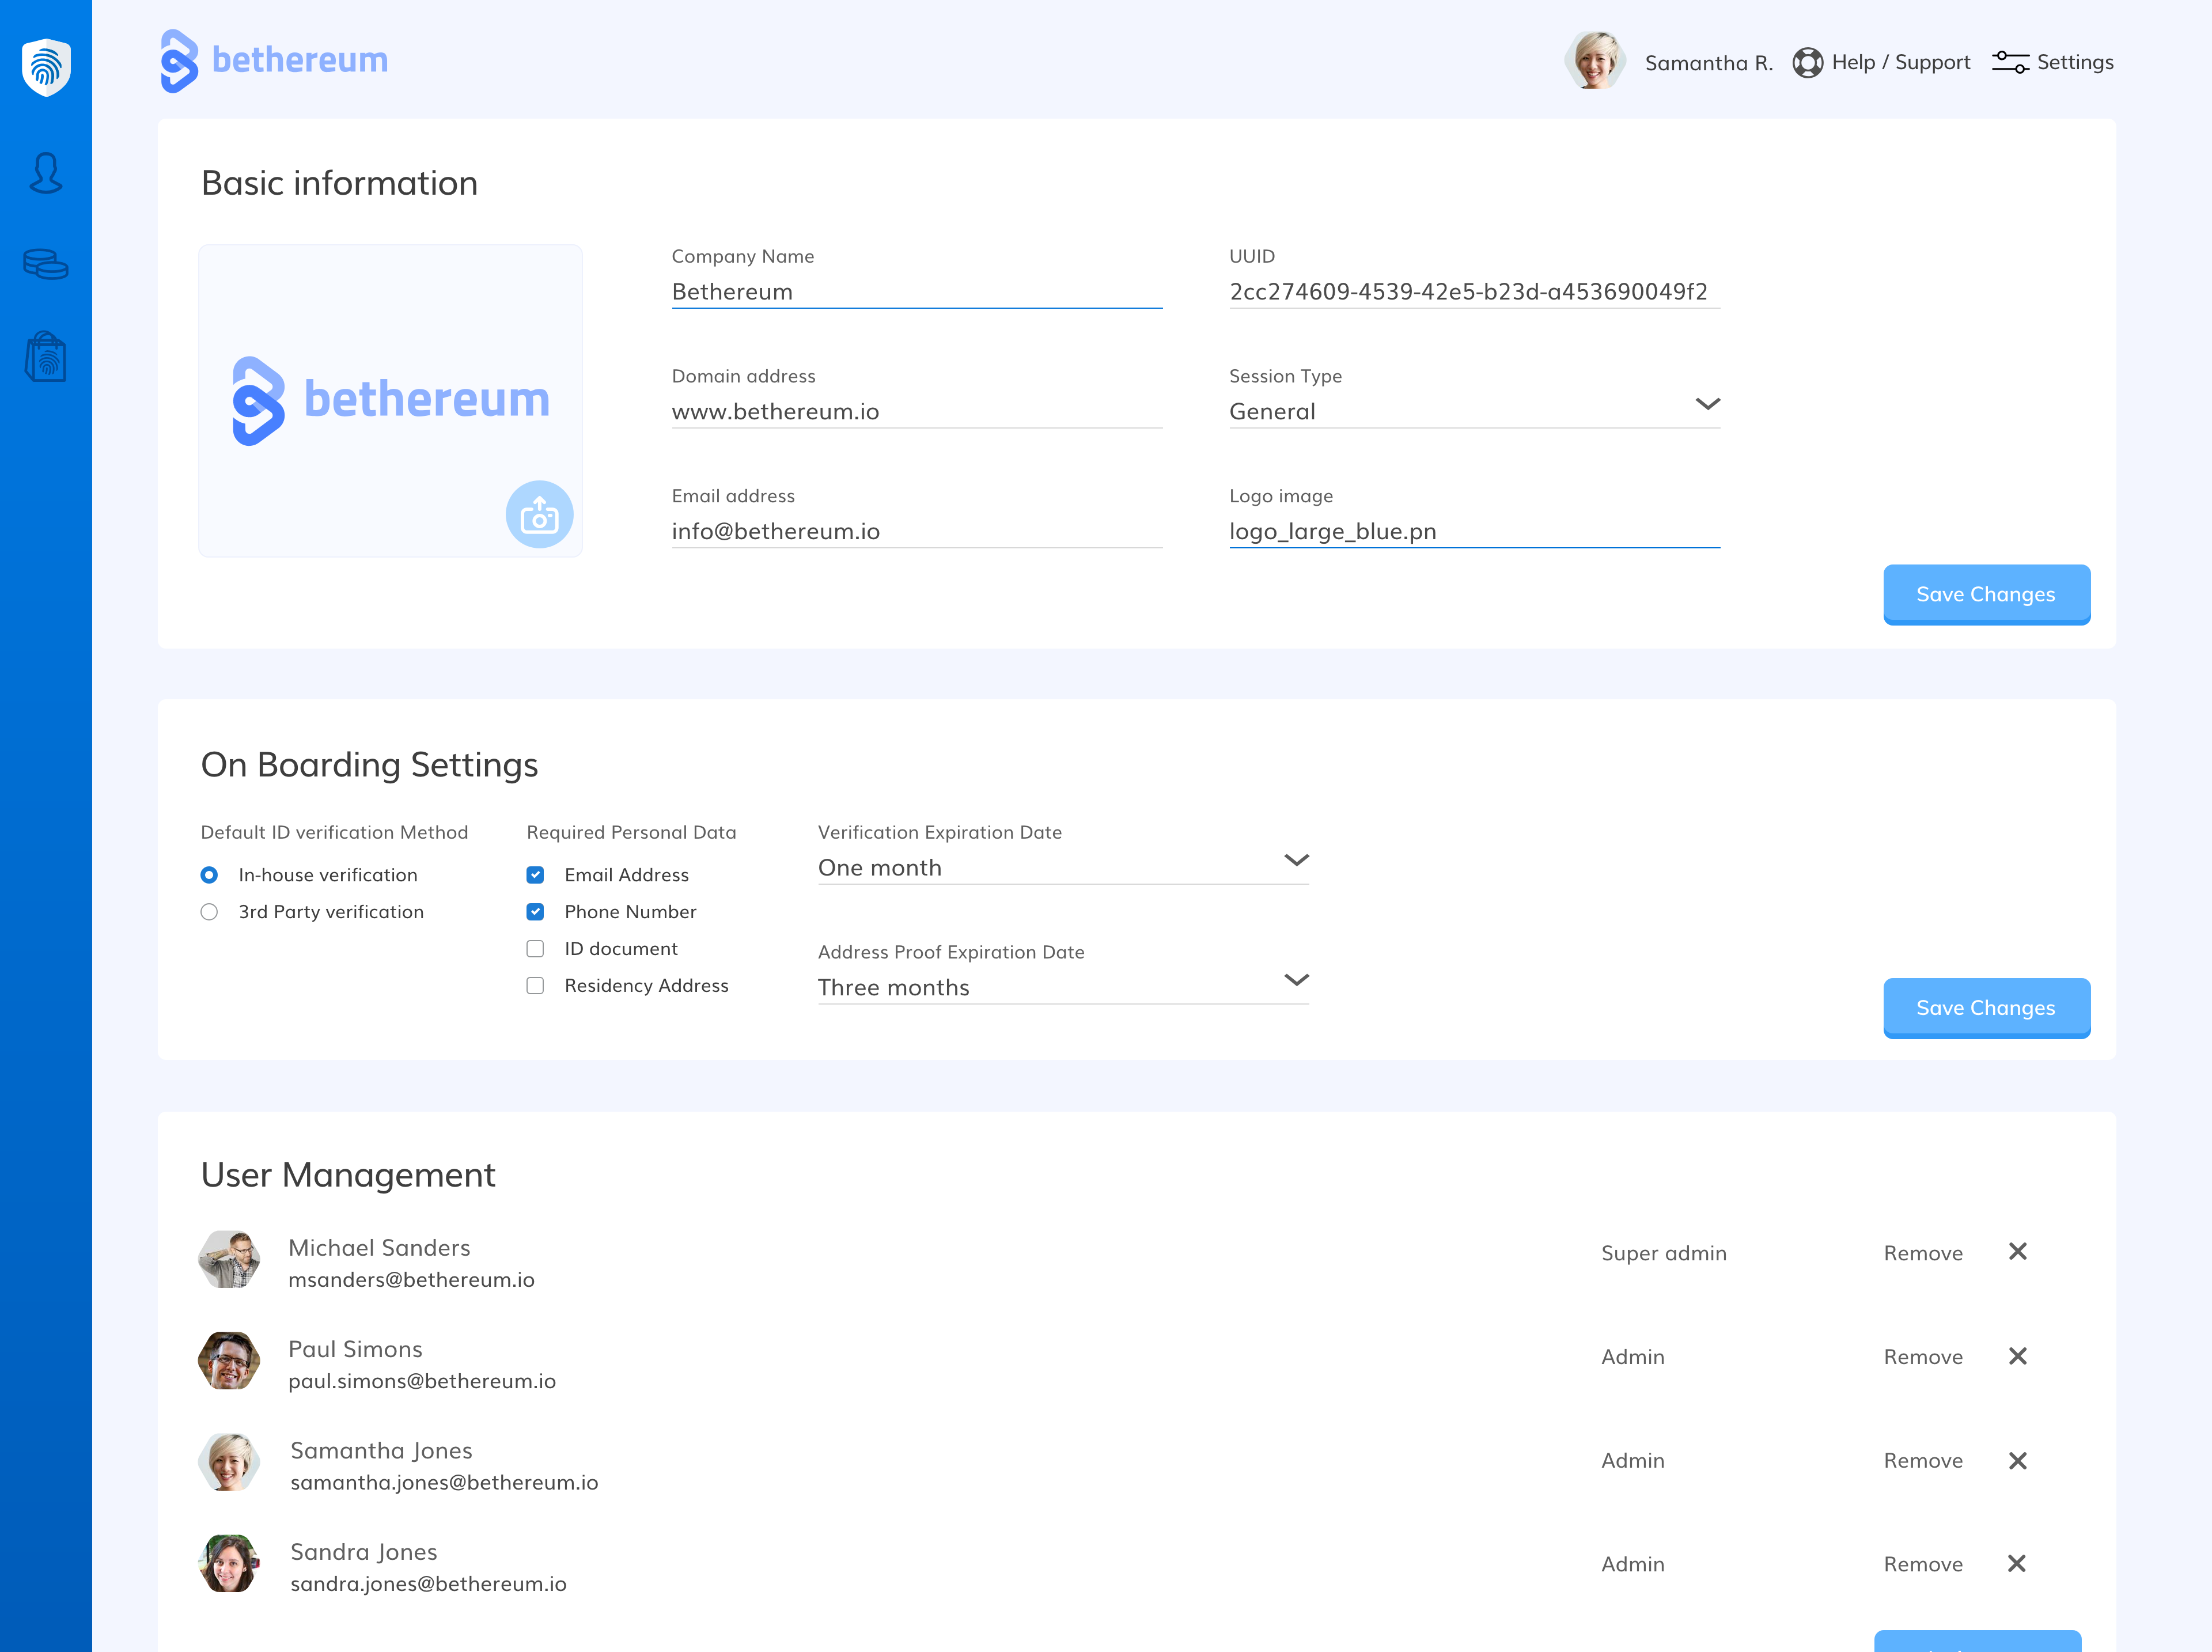 bethereum
Samantha R.
Help / Support
Settings
Basic information
bethereum
Company Name
Bethereum
UUID
2cc274609-4539-42e5-b23d-a453690049f2
Domain address
www.bethereum.io
Session Type
General
Email address
info@bethereum.io
Logo image
logo_large_blue.pn
Save Changes
On Boarding Settings
Default ID verification Method
In-house verification
3rd Party verification
Required Personal Data
Email Address
Phone Number
ID document
Residency Address
Verification Expiration Date
One month
Address Proof Expiration Date
Three months
Save Changes
User Management
Michael Sanders
msanders@bethereum.io
Super admin
Remove
Paul Simons
paul.simons@bethereum.io
Admin
Remove
Samantha Jones
samantha.jones@bethereum.io
Admin
Remove
Sandra Jones
sandra.jones@bethereum.io
Admin
Remove